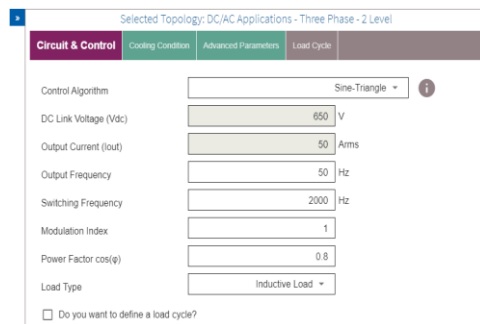 »
Selected Topology: DC/AC Applications - Three Phase - 2 Level
Circuit & Control Cooling Condition Advanced Parameters Load Cycle
Control Algorithm Sine-Triangle i
DC Link Voltage (Vdc) 650 V
Output Current (Iout) 50 Arms
Output Frequency 50 Hz
Switching Frequency 2000 Hz
Modulation Index 1
Power Factor cos(φ) 0.8
Load Type Inductive Load
Do you want to define a load cycle?